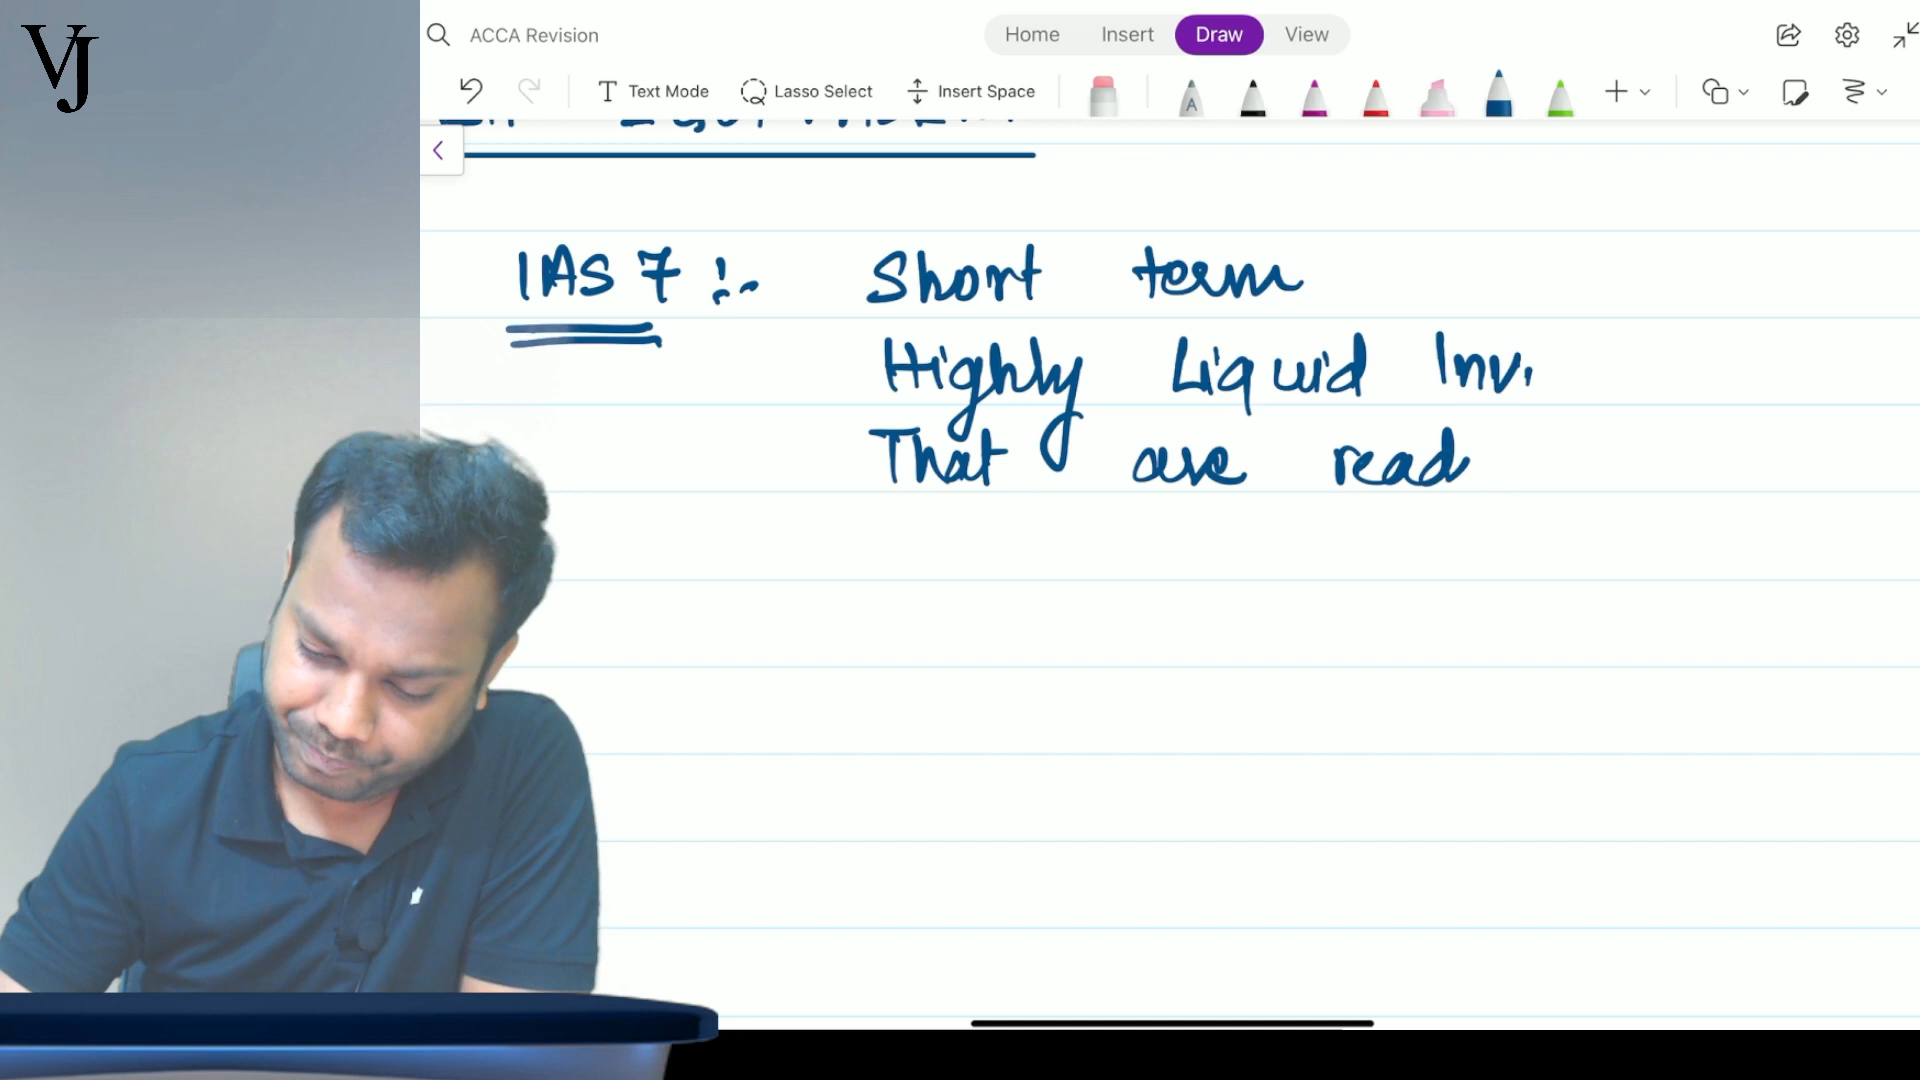 VJ
ACCA Revision
Home Insert Draw View
Text Mode Lasso Select Insert Space
A
IAS 7 :-
Short term
Highly Liquid Inv.
That are read